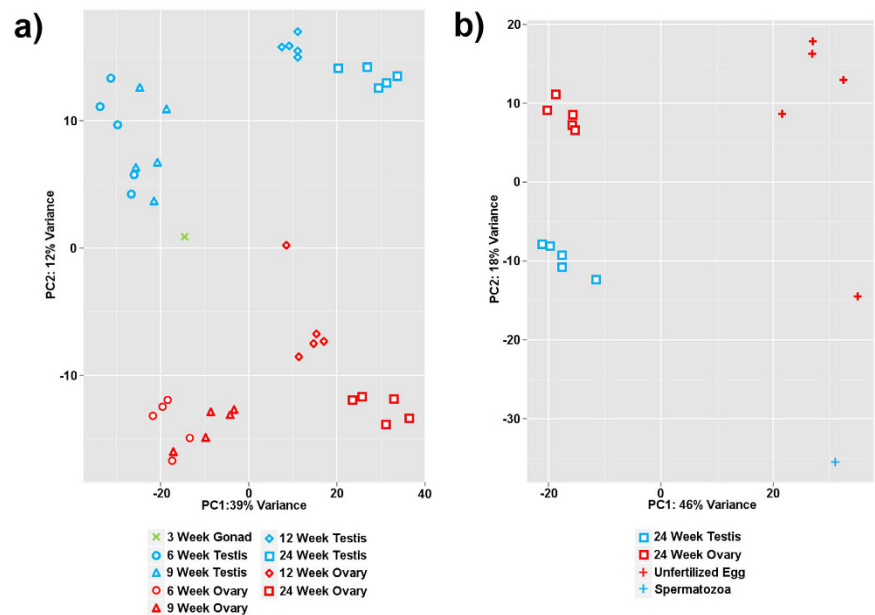 a)
10
0
-10
-20
0
20
40
PC2: 12% Variance
PC1:39% Variance
3 Week Gonad
6 Week Testis
9 Week Testis
6 Week Ovary
9 Week Ovary
12 Week Testis
24 Week Testis
12 Week Ovary
24 Week Ovary
b)
20
10
0
-10
-20
-30
-20
0
20
PC2: 18% Variance
PC1: 46% Variance
24 Week Testis
24 Week Ovary
Unfertilized Egg
Spermatozoa